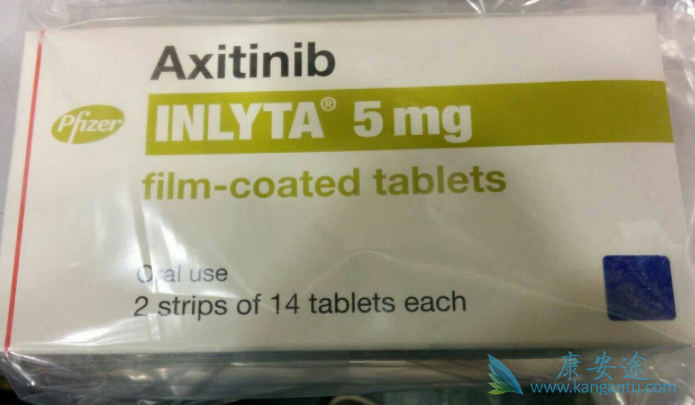 Axitinib
Pfizer
INLYTA® 5 mg
film-coated tablets
Oral use
2 strips of 14 tablets each
康安途
www.kangantu.com